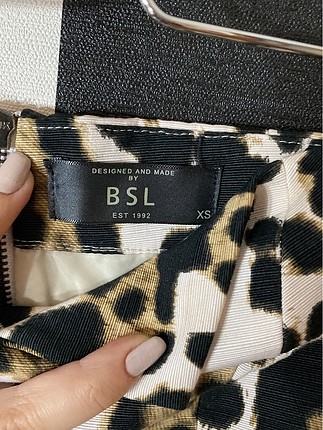 DESIGNED AND MADE
BY
BSL
EST 1992
XS